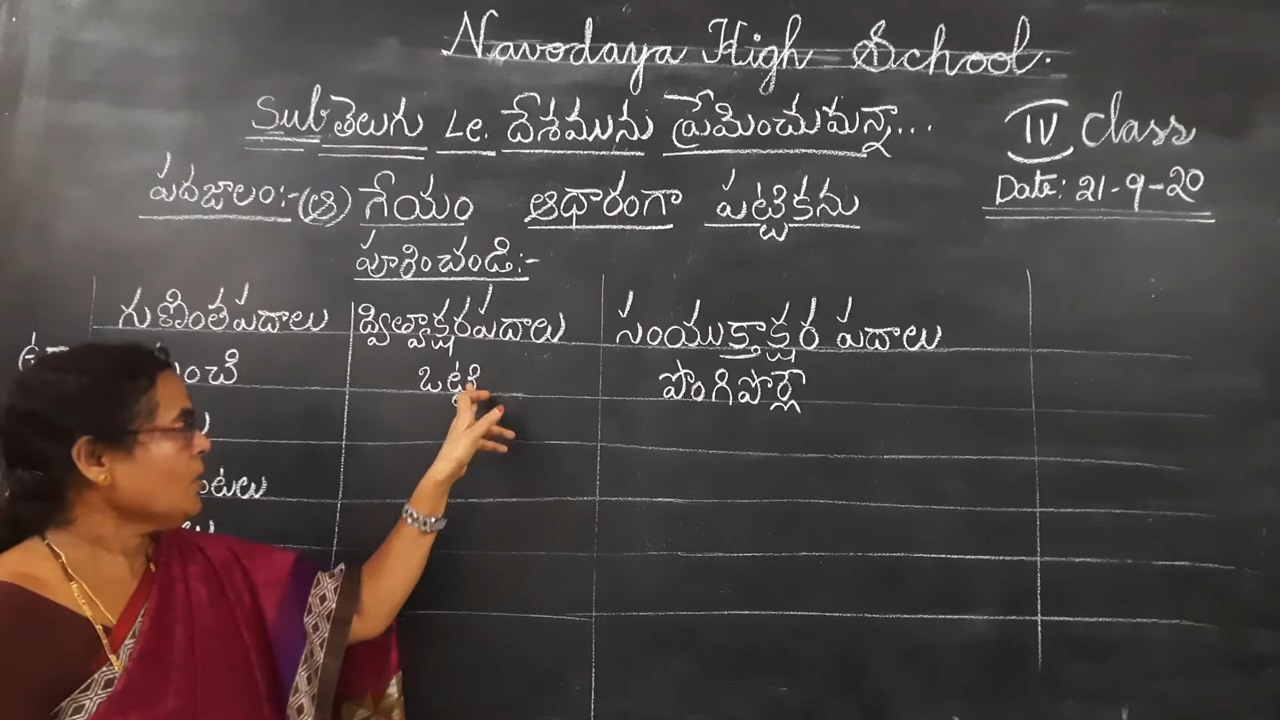 Navodaya High School.
Sub తెలుగు Le. దేశమును ప్రేమించుమన్నా...
IV Class
Date: 21-9-20
పదజాలం:- (ఆ) గేయం ఆధారంగా పట్టికను
పూరించండి:-
గుణింతపదాలు ద్విత్వాక్షరపదాలు సంయుక్తాక్షర పదాలు
ఒట్టి పొంగిపొర్లే